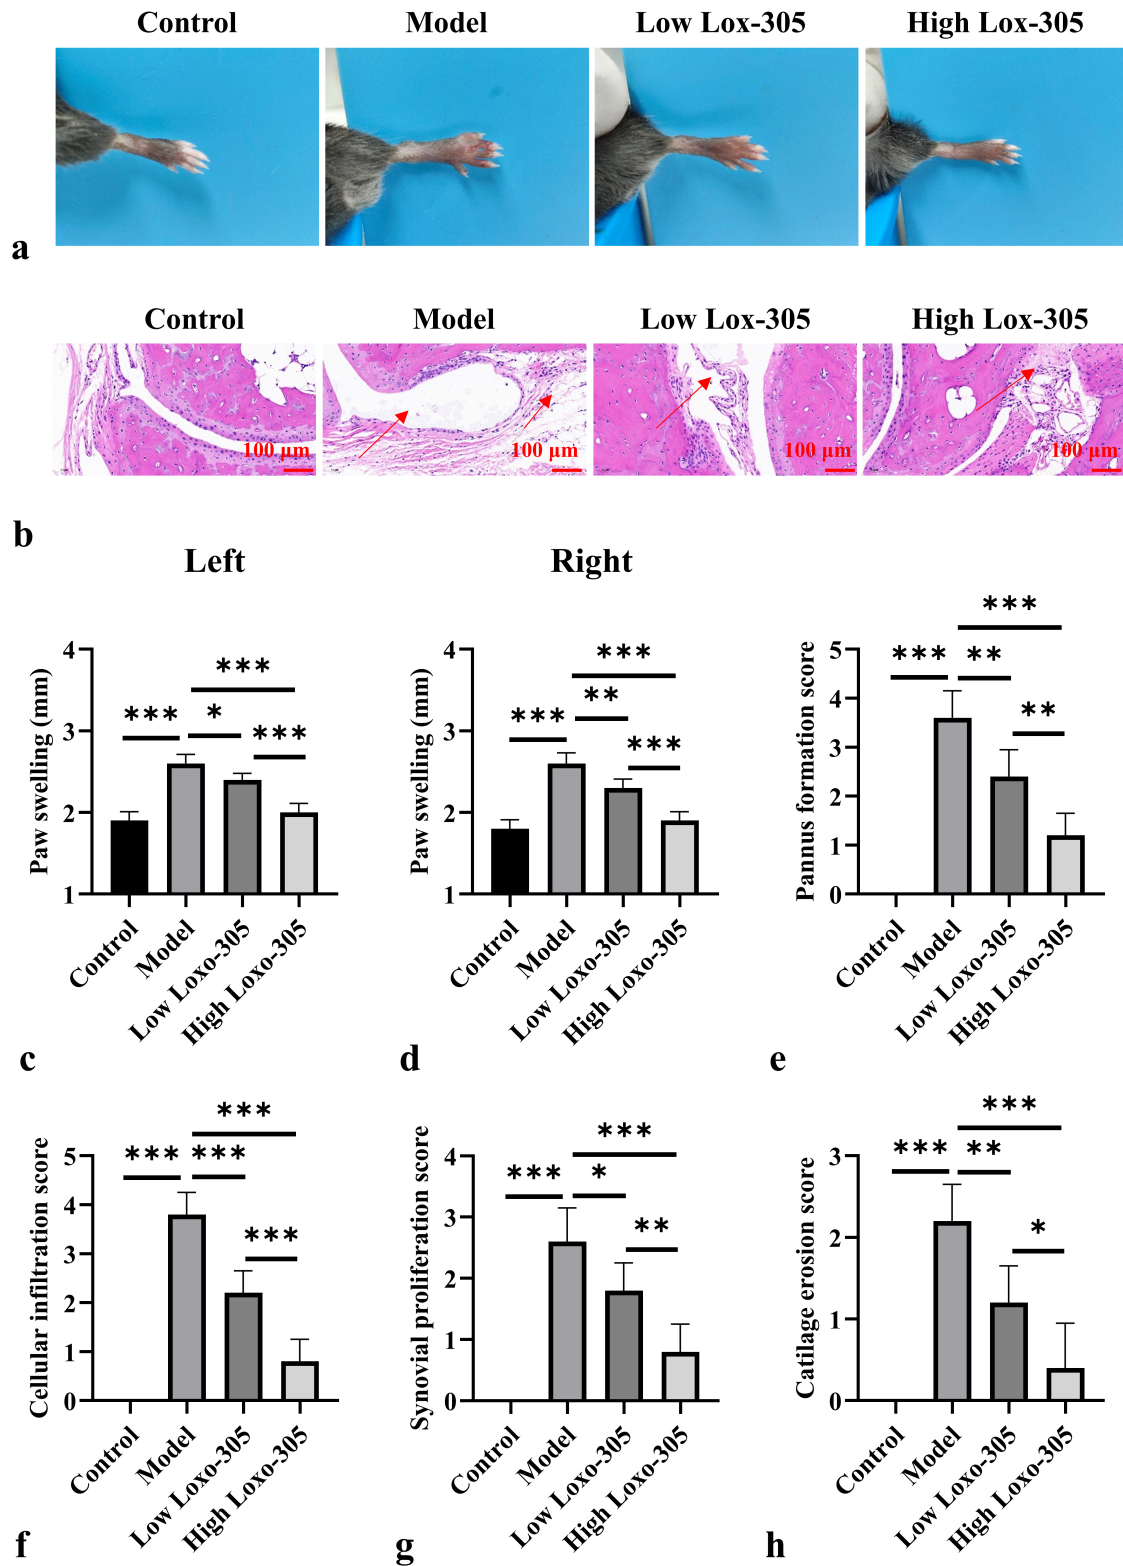 Control Model Low Lox-305 High Lox-305
a
Control Model Low Lox-305 High Lox-305
100 μm 100 μm 100 μm 100 μm
b
Left
Paw swelling (mm)
4
3
2
1
***
*** * ***
Control Model Low Loxo-305 High Loxo-305
c
Right
Paw swelling (mm)
4
3
2
1
***
**
*** ***
Control Model Low Loxo-305 High Loxo-305
d
Pannus formation score
5
4
3
2
1
0
***
*** **
**
Control Model Low Loxo-305 High Loxo-305
e
Cellular infiltration score
5
4
3
2
1
0
***
*** ***
***
Control Model Low Loxo-305 High Loxo-305
f
Synovial proliferation score
4
3
2
1
0
***
*** *
**
Control Model Low Loxo-305 High Loxo-305
g
Catilage erosion score
3
2
1
0
***
*** **
*
Control Model Low Loxo-305 High Loxo-305
h